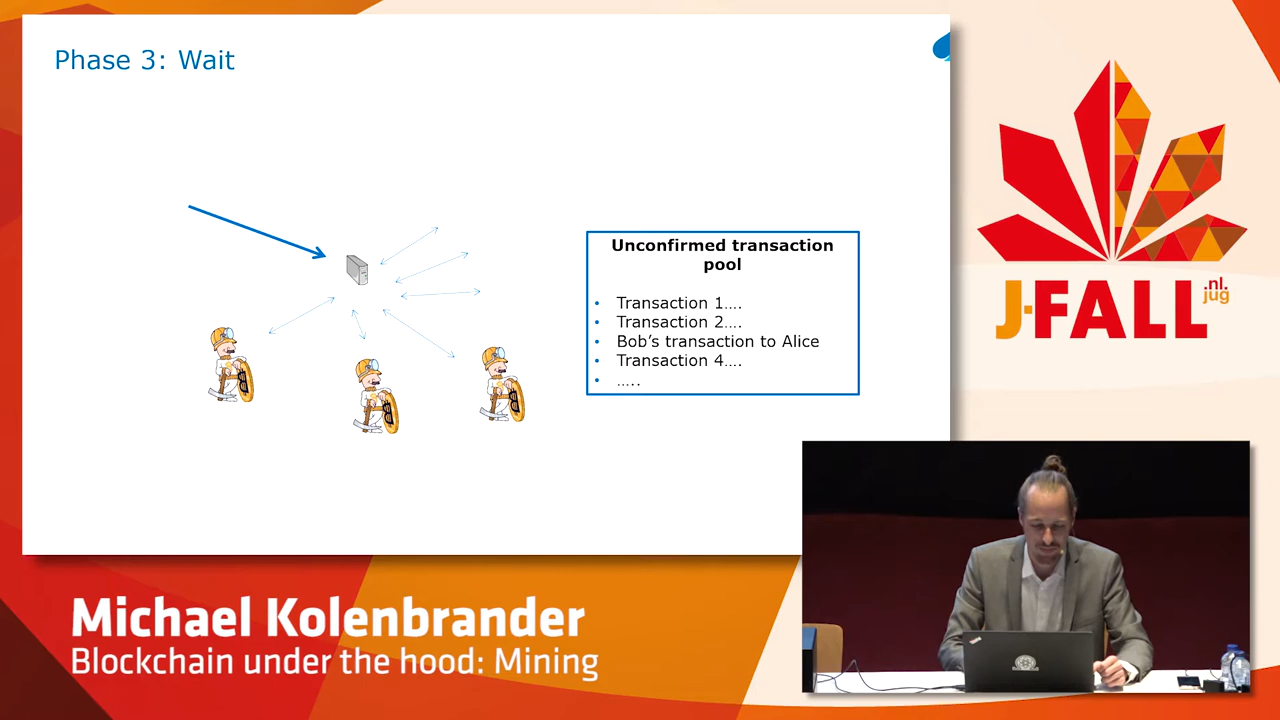 Phase 3: Wait
Unconfirmed transaction
pool
• Transaction 1....
• Transaction 2....
• Bob's transaction to Alice
• Transaction 4....
• .....
J-FALL
.nl.
jug
Michael Kolenbrander
Blockchain under the hood: Mining